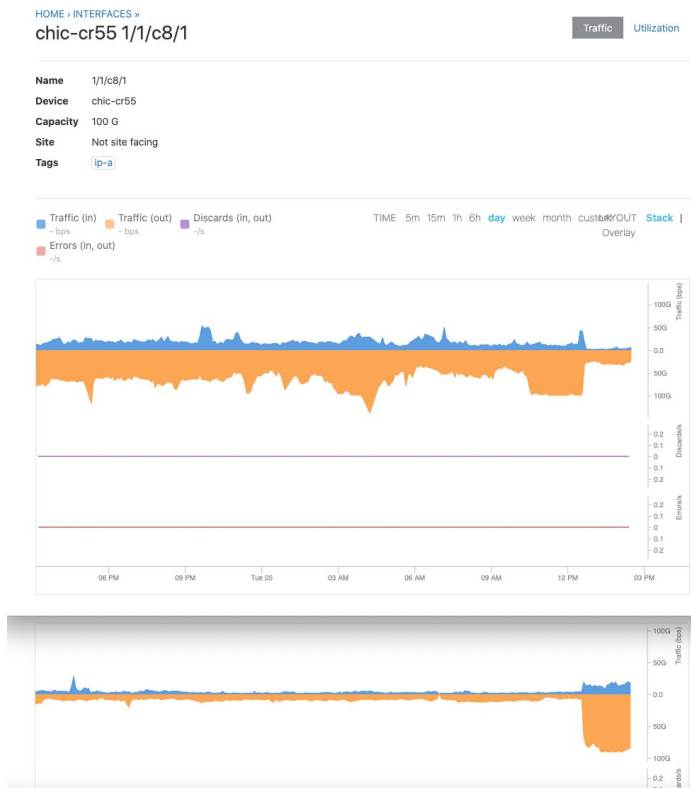 HOME › INTERFACES »
chic-cr55 1/1/c8/1
Traffic Utilization
Name 1/1/c8/1
Device chic-cr55
Capacity 100 G
Site Not site facing
Tags ip-a
Traffic (in) Traffic (out) Discards (in, out)
- bps - bps -/s
Errors (in, out)
-/s
TIME 5m 15m 1h 6h day week month custom LAYOUT Stack |
Overlay
100G
50G
0.0
50G
100G
Traffic (bps)
0.2
0.1
0
0.1
0.2
Discards/s
0.2
0.1
0
0.1
0.2
Errors/s
06 PM 09 PM Tue 05 03 AM 06 AM 09 AM 12 PM 03 PM
100G
50G
0.0
50G
100G
Traffic (bps)
0.2